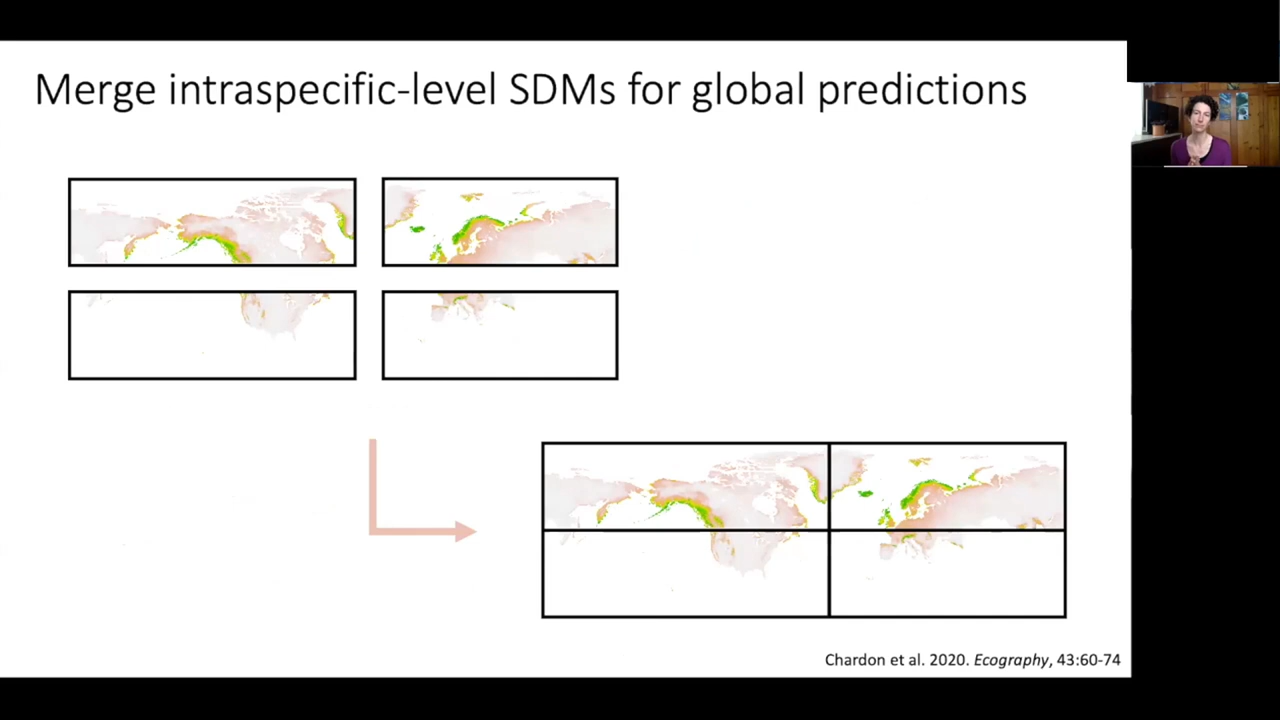 Merge intraspecific-level SDMs for global predictions
Chardon et al. 2020. Ecography, 43:60-74